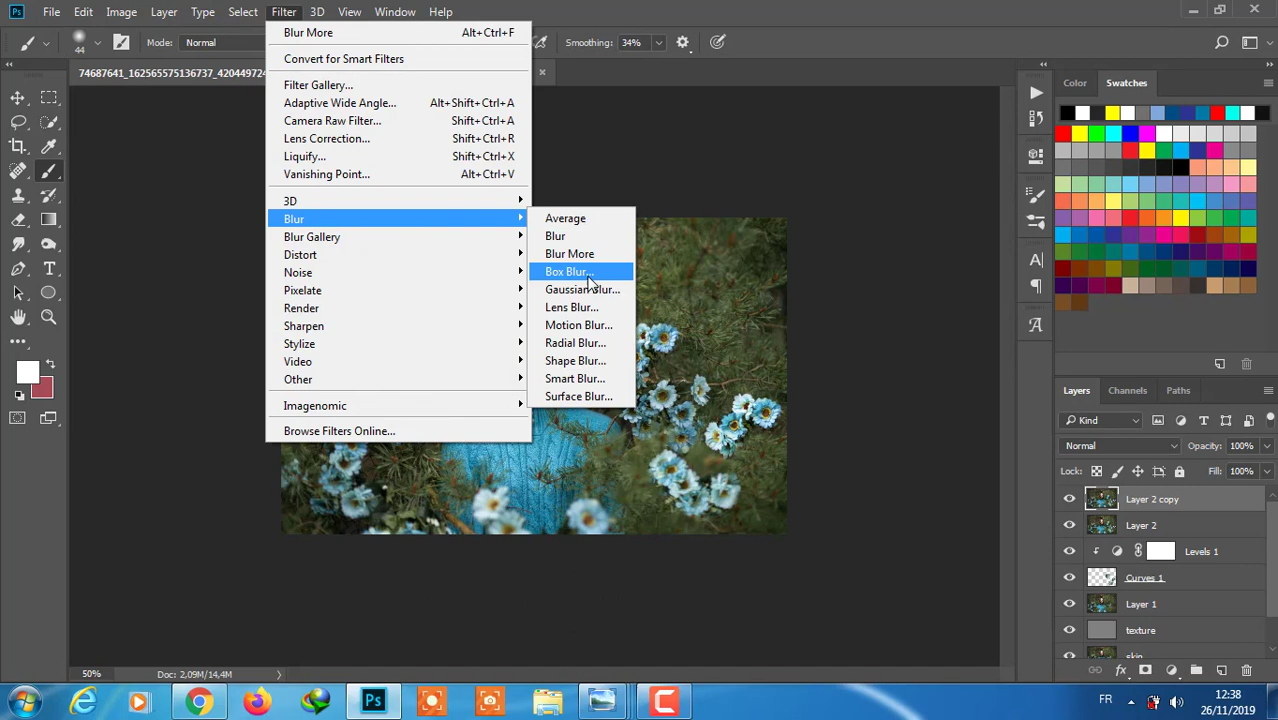 Ps File Edit Image Layer Type Select Filter 3D View Window Help
44 Mode: Normal Smoothing: 34%
74687641_162565575136737_420449724
Blur More Alt+Ctrl+F
Convert for Smart Filters
Filter Gallery...
Adaptive Wide Angle... Alt+Shift+Ctrl+A
Camera Raw Filter... Shift+Ctrl+A
Lens Correction... Shift+Ctrl+R
Liquify... Shift+Ctrl+X
Vanishing Point... Alt+Ctrl+V
3D
Blur
Blur Gallery
Distort
Noise
Pixelate
Render
Sharpen
Stylize
Video
Other
Imagenomic
Browse Filters Online...
Average
Blur
Blur More
Box Blur...
Gaussian Blur...
Lens Blur...
Motion Blur...
Radial Blur...
Shape Blur...
Smart Blur...
Surface Blur...
Color Swatches
Layers Channels Paths
Kind
Normal Opacity: 100%
Lock: Fill: 100%
Layer 2 copy
Layer 2
Levels 1
Curves 1
Layer 1
texture
skin
50% Doc: 2,09M/14,4M
Ps FR 12:38
26/11/2019